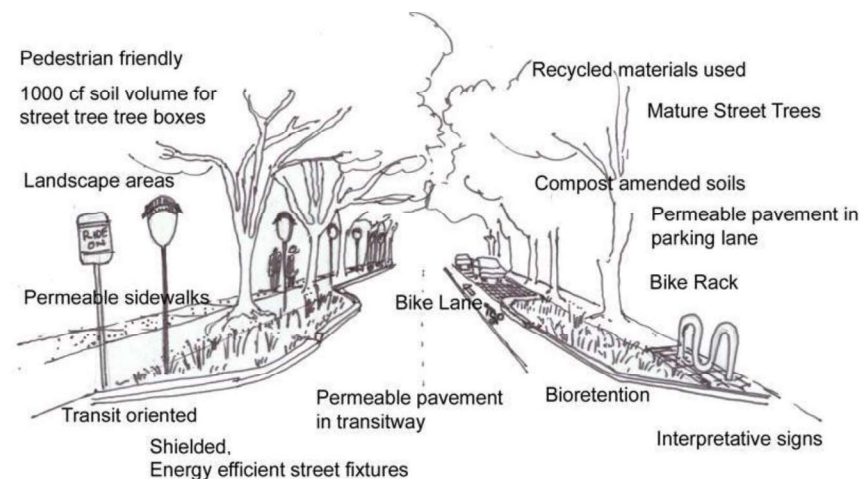 Pedestrian friendly
1000 cf soil volume for
street tree tree boxes
Landscape areas
RIDE
ON
Permeable sidewalks
Transit oriented
Shielded,
Energy efficient street fixtures
Permeable pavement
in transitway
Bike Lane
Recycled materials used
Mature Street Trees
Compost amended soils
Permeable pavement in
parking lane
Bike Rack
Bioretention
Interpretative signs